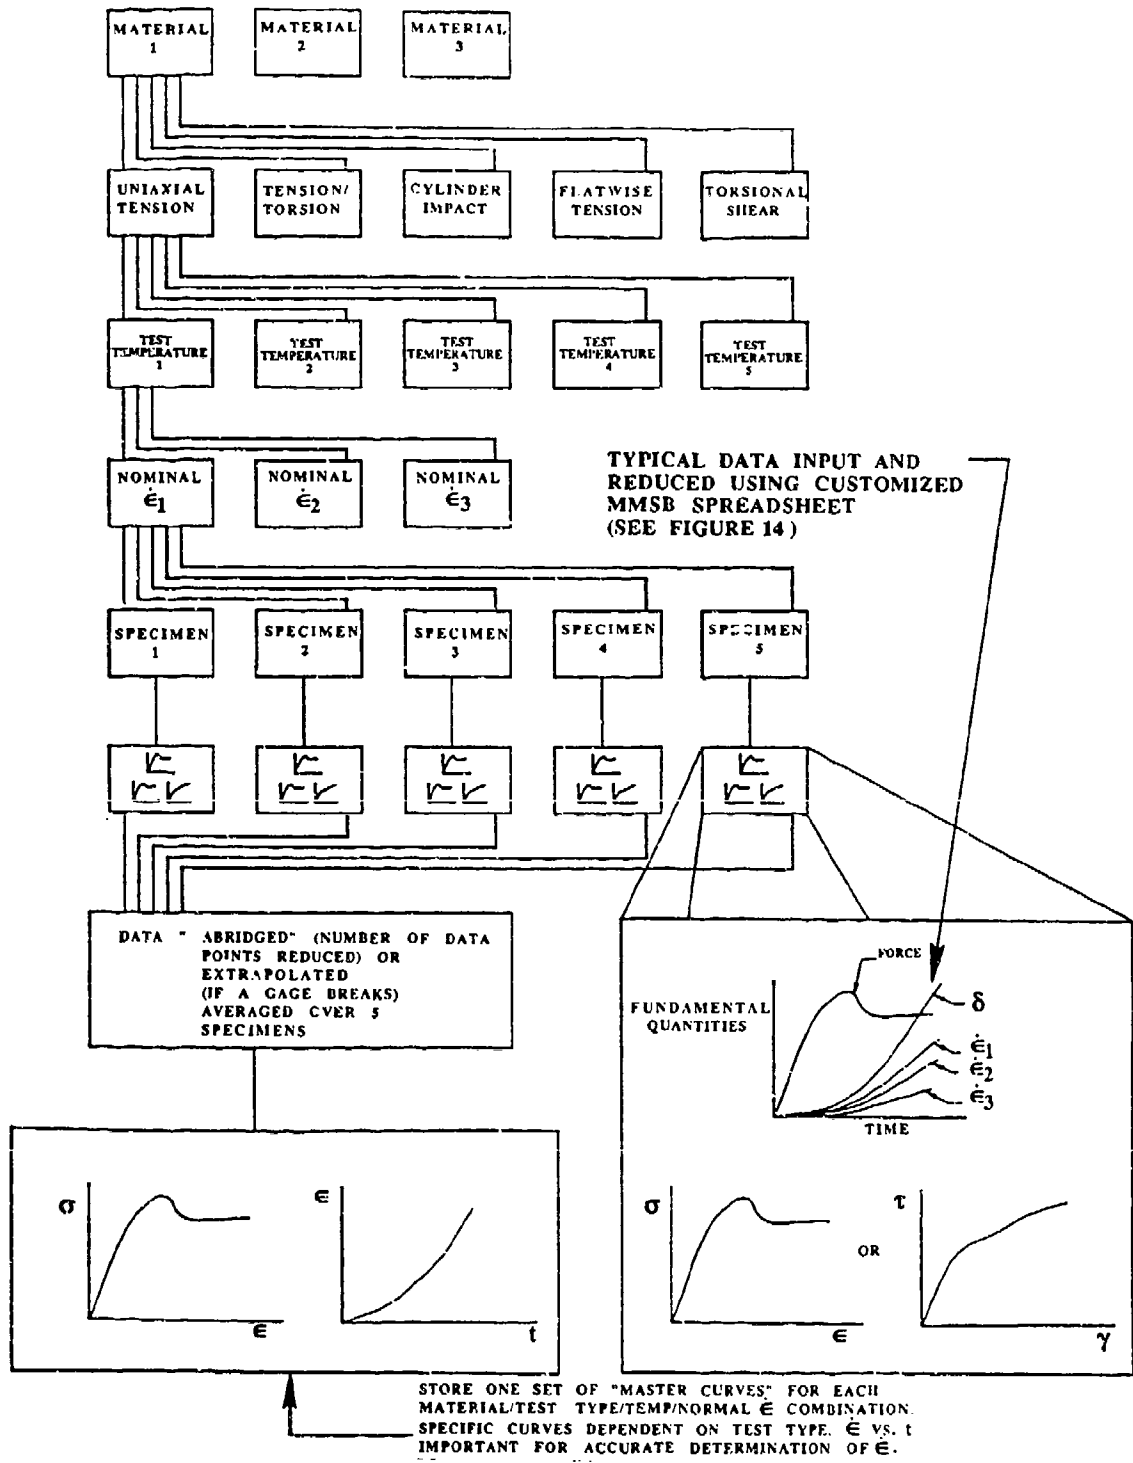 MATERIAL
1
MATERIAL
2
MATERIAL
3
UNIAXIAL
TENSION
TENSION/
TORSION
CYLINDER
IMPACT
FLATWISE
TENSION
TORSIONAL
SHEAR
TEST
TEMPERATURE
1
TEST
TEMPERATURE
2
TEST
TEMPERATURE
3
TEST
TEMPERATURE
4
TEST
TEMPERATURE
5
NOMINAL
ϵ̇1
NOMINAL
ϵ̇2
NOMINAL
ϵ̇3
TYPICAL DATA INPUT AND
REDUCED USING CUSTOMIZED
MMSB SPREADSHEET
(SEE FIGURE 14)
SPECIMEN
1
SPECIMEN
2
SPECIMEN
3
SPECIMEN
4
SPECIMEN
5
DATA " ABRIDGED" (NUMBER OF DATA
POINTS REDUCED) OR
EXTRAPOLATED
(IF A GAGE BREAKS)
AVERAGED OVER 5
SPECIMENS
FORCE
FUNDAMENTAL
QUANTITIES
δ
ϵ̇1
ϵ̇2
ϵ̇3
TIME
σ
ϵ
ϵ
t
σ
ϵ
OR
τ
γ
STORE ONE SET OF "MASTER CURVES" FOR EACH
MATERIAL/TEST TYPE/TEMP/NORMAL ϵ̇ COMBINATION.
SPECIFIC CURVES DEPENDENT ON TEST TYPE. ϵ̇ VS. t
IMPORTANT FOR ACCURATE DETERMINATION OF ϵ̇.